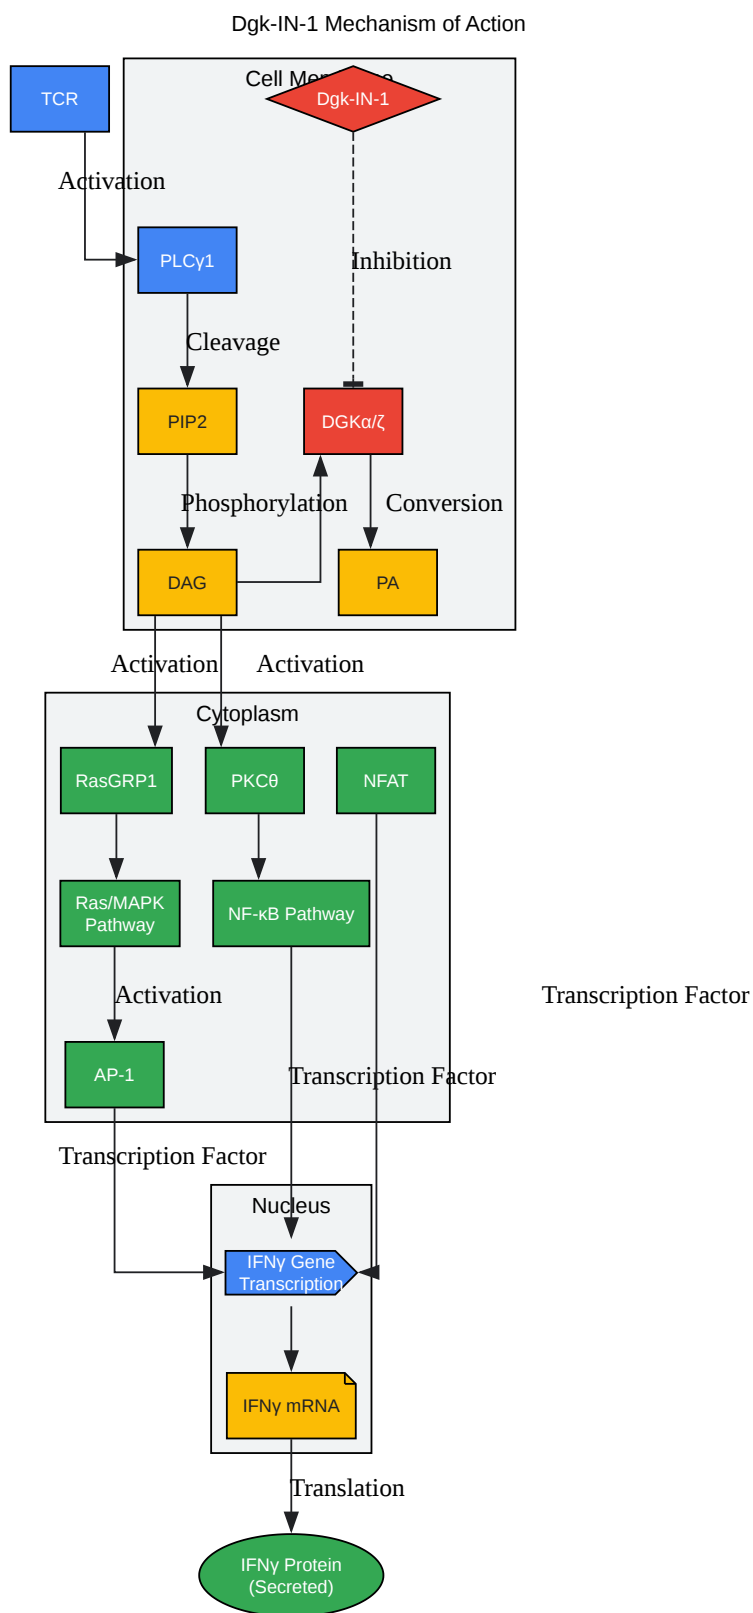 Dgk-IN-1 Mechanism of Action
Dgk-IN-1
TCR
Activation
PLCγ1
Inhibition
Cleavage
PIP2
DGKα/ζ
Phosphorylation
Conversion
DAG
PA
Activation
Activation
Cytoplasm
RasGRP1
PKCθ
NFAT
Ras/MAPK
Pathway
NF-κB Pathway
Activation
Transcription Factor
AP-1
Transcription Factor
Transcription Factor
Nucleus
IFNγ Gene
Transcription
IFNγ mRNA
Translation
IFNγ Protein
(Secreted)